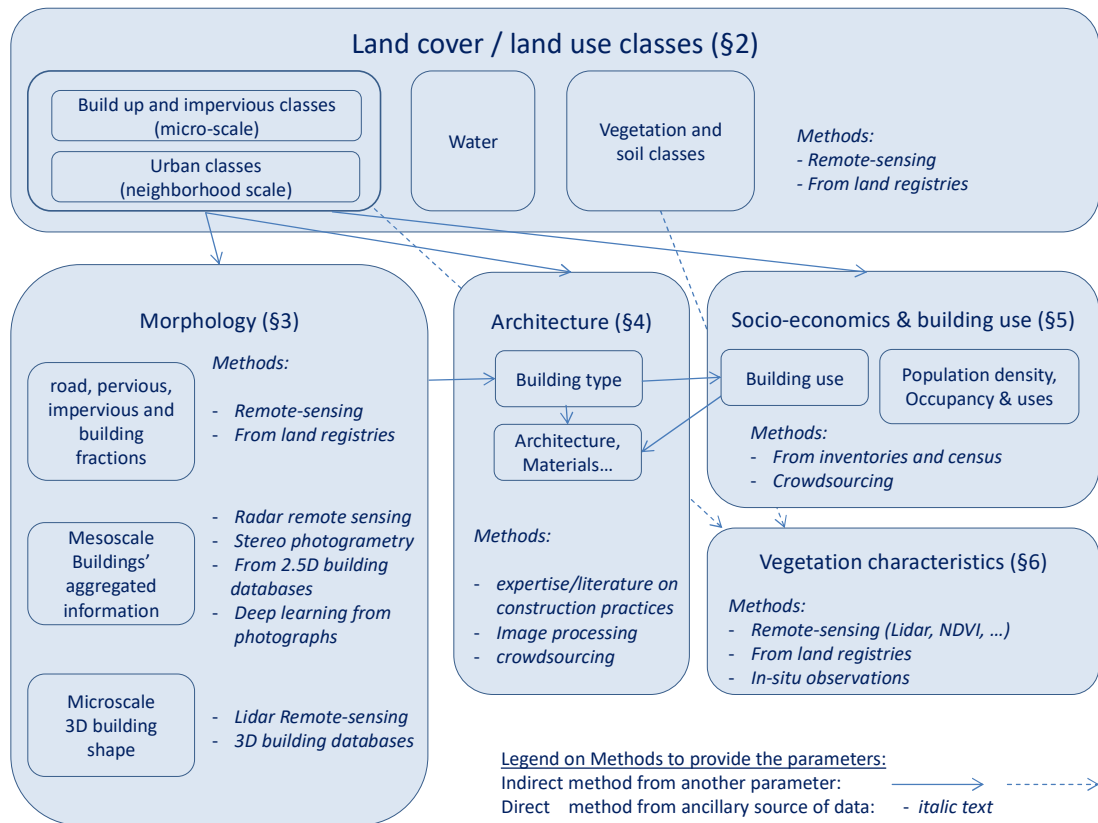 Land cover / land use classes (§2)
Build up and impervious classes
(micro-scale)
Urban classes
(neighborhood scale)
Water
Vegetation and
soil classes
Methods:
- Remote-sensing
- From land registries
Morphology (§3)
road, pervious,
impervious and
building
fractions
Methods:
- Remote-sensing
- From land registries
Mesoscale
Buildings’
aggregated
information
- Radar remote sensing
- Stereo photogrametry
- From 2.5D building
databases
- Deep learning from
photographs
Microscale
3D building
shape
- Lidar Remote-sensing
- 3D building databases
Architecture (§4)
Building type
Architecture,
Materials…
Methods:
- expertise/literature on
construction practices
- Image processing
- crowdsourcing
Socio-economics & building use (§5)
Building use
Population density,
Occupancy & uses
Methods:
- From inventories and census
- Crowdsourcing
Vegetation characteristics (§6)
Methods:
- Remote-sensing (Lidar, NDVI, …)
- From land registries
- In-situ observations
Legend on Methods to provide the parameters:
Indirect method from another parameter:
Direct method from ancillary source of data: - italic text